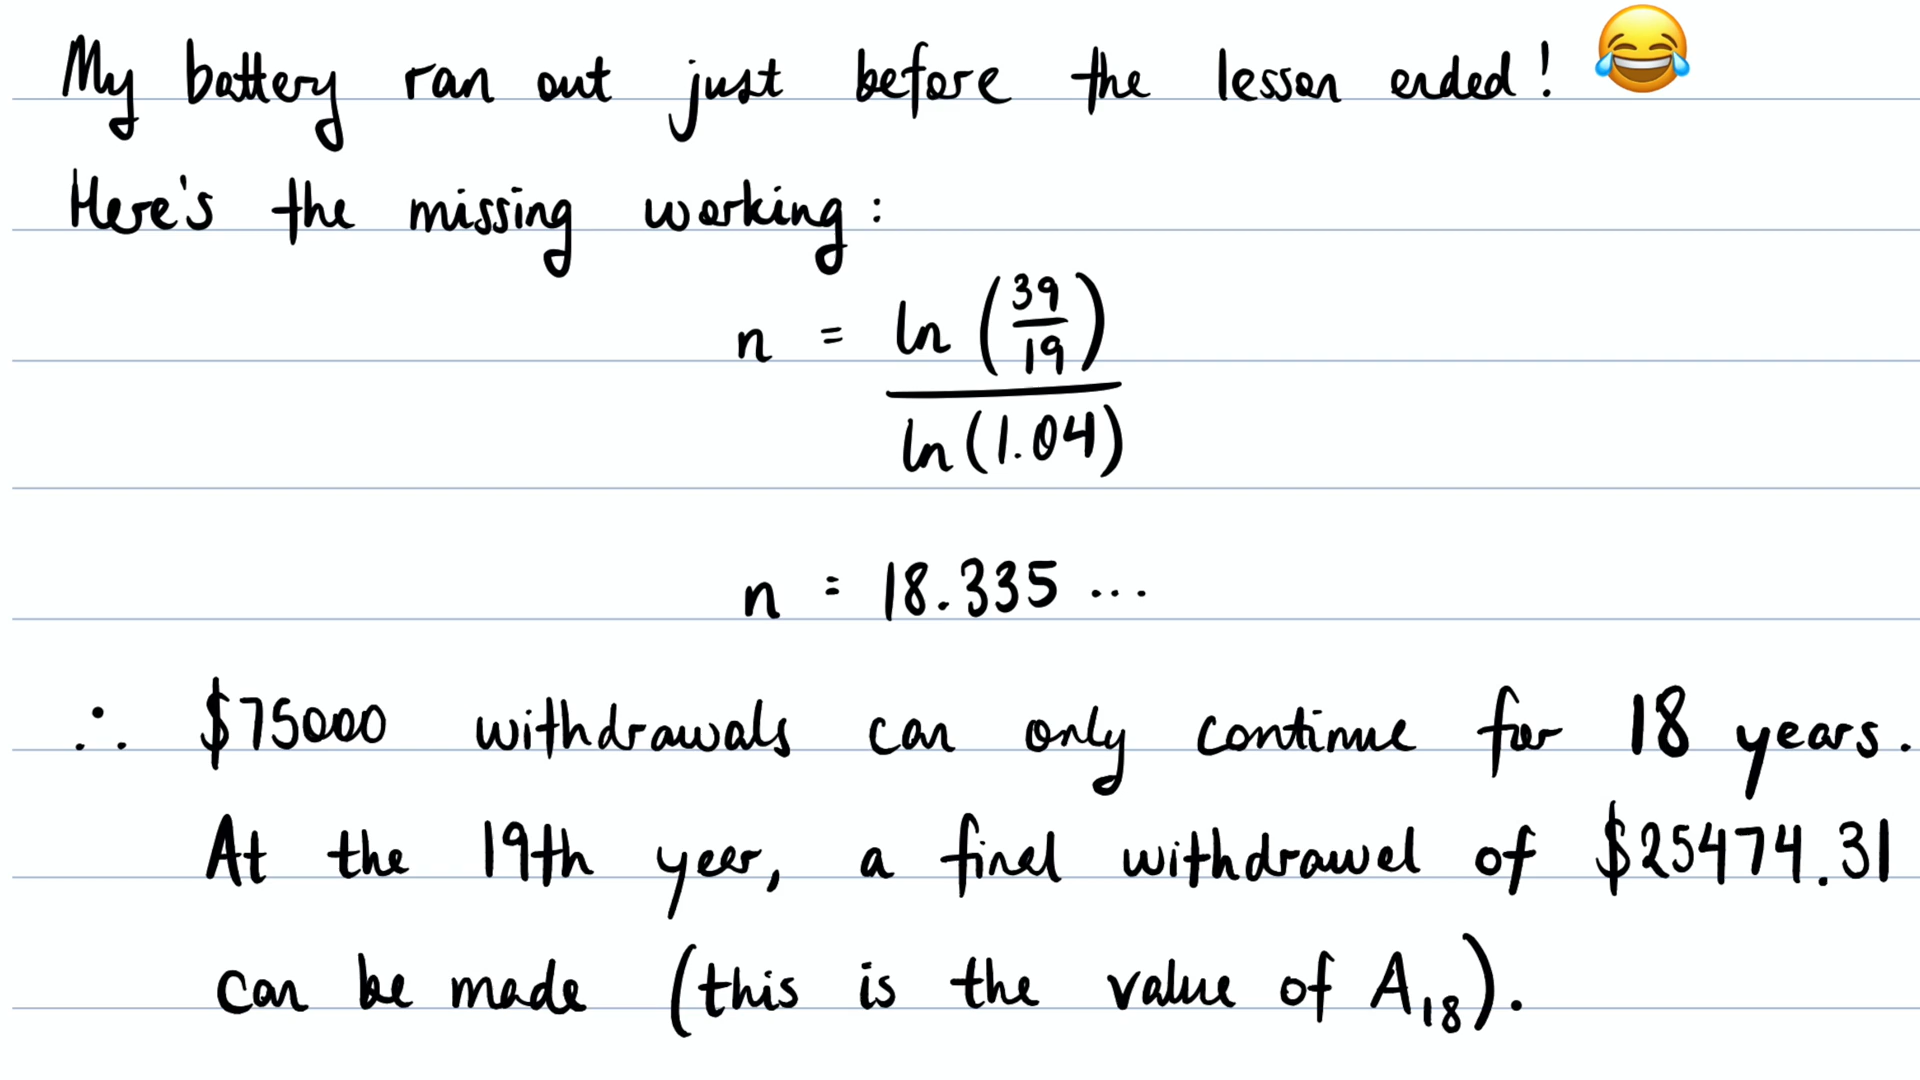 My battery ran out just before the lesson ended! 😂
Here's the missing working:
n = ln (39/19)
ln (1.04)
n = 18.335 ...
∴ $75000 withdrawals can only continue for 18 years.
At the 19th year, a final withdrawal of $25474.31
can be made (this is the value of A₁₈).